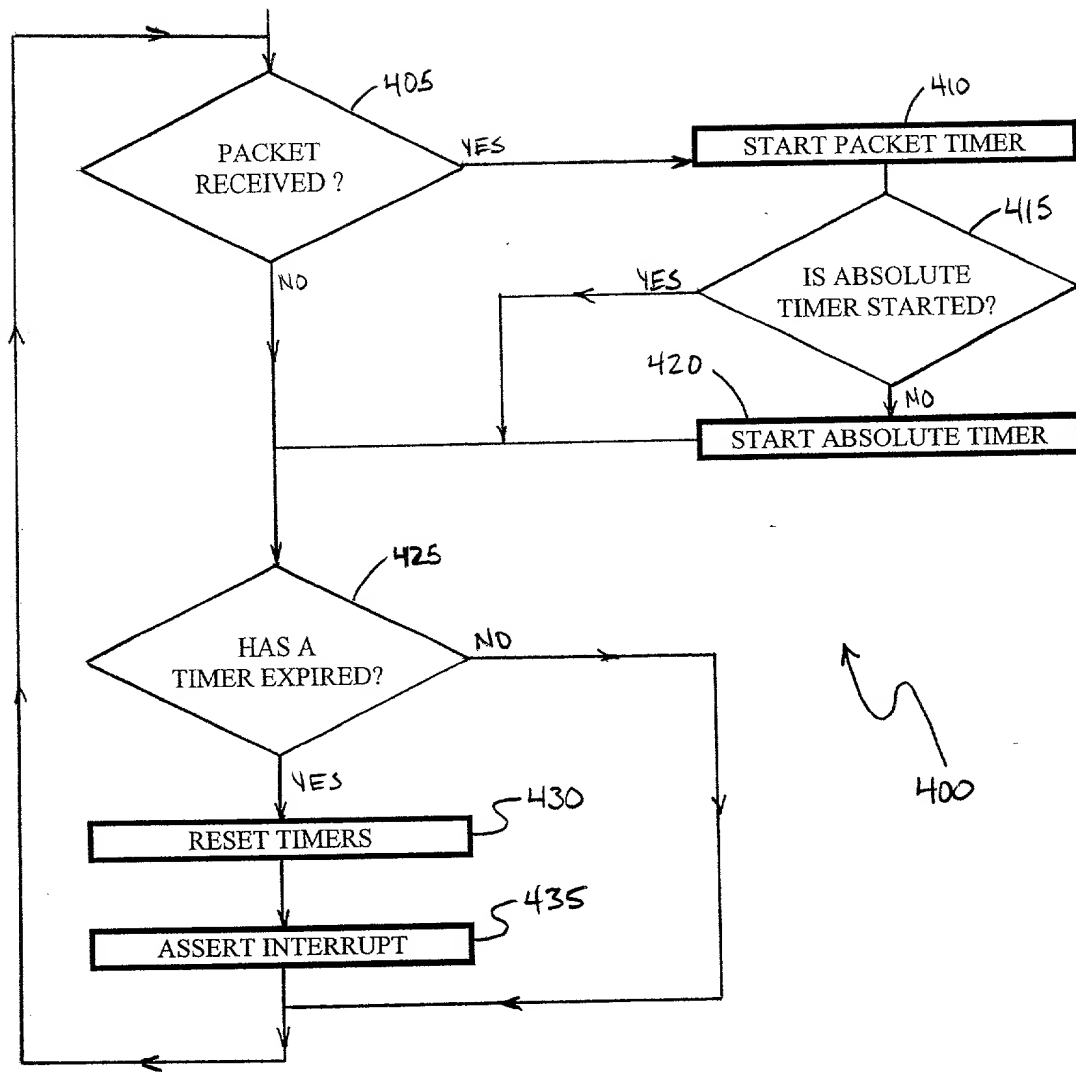 405
PACKET
RECEIVED ?
YES
NO
410
START PACKET TIMER
415
IS ABSOLUTE
TIMER STARTED?
YES
NO
420
START ABSOLUTE TIMER
425
HAS A
TIMER EXPIRED?
NO
YES
430
RESET TIMERS
435
ASSERT INTERRUPT
400